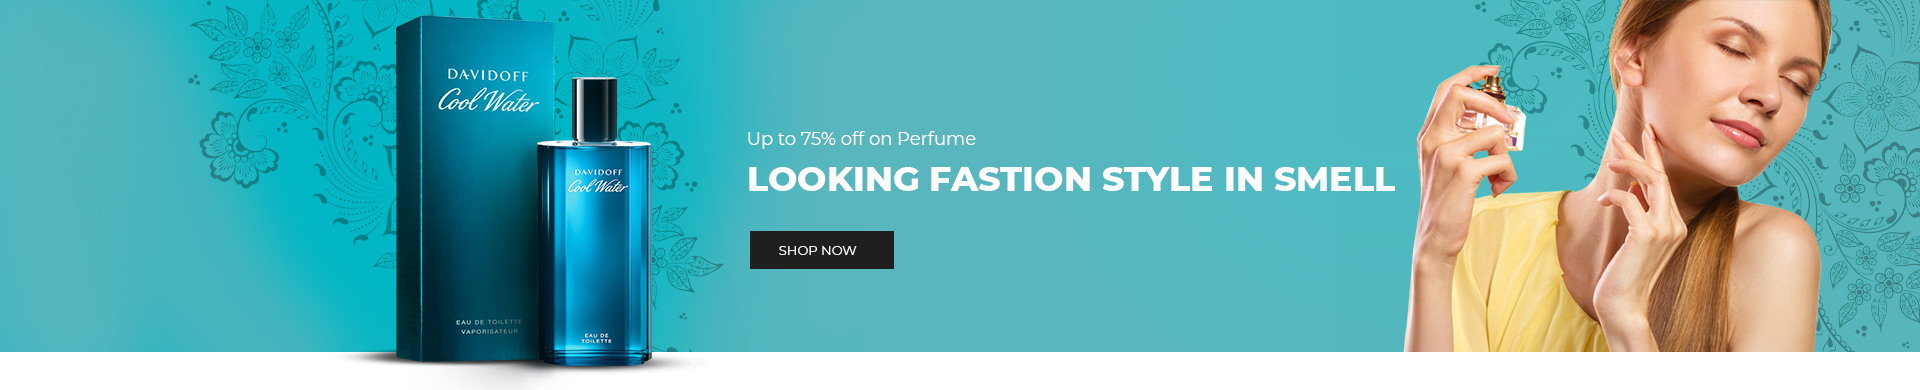 DAVIDOFF
Cool Water
EAU DE TOILETTE
VAPORISATEUR
DAVIDOFF
Cool Water
EAU DE
TOILETTE
Up to 75% off on Perfume
LOOKING FASTION STYLE IN SMELL
SHOP NOW